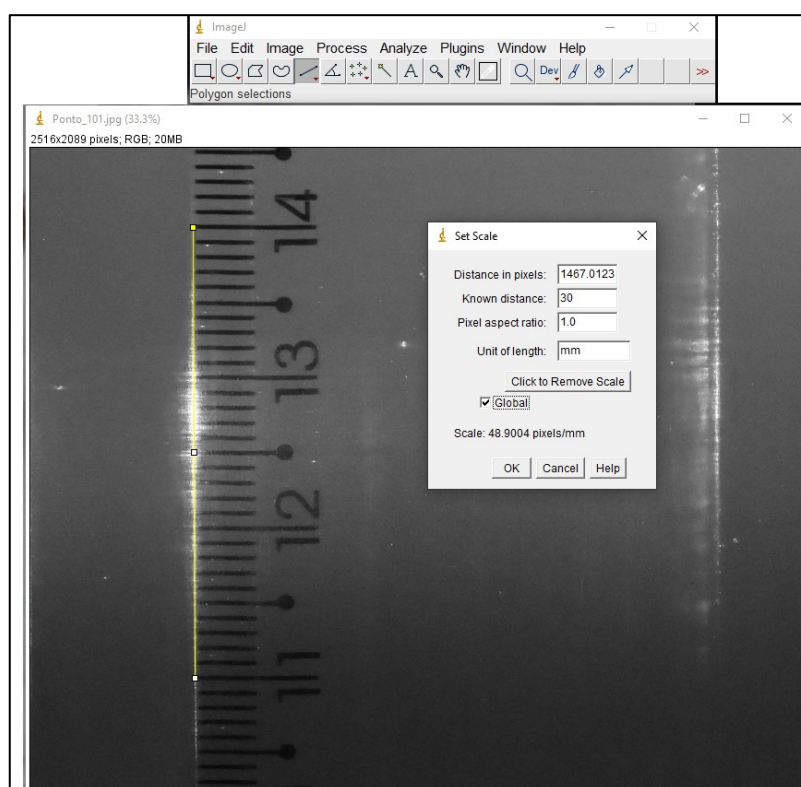 ImageJ
File Edit Image Process Analyze Plugins Window Help
A Dev >>
Polygon selections
Ponto_101.jpg (33.3%)
2516x2089 pixels; RGB; 20MB
14
13
12
11
Set Scale
Distance in pixels: 1467.0123
Known distance: 30
Pixel aspect ratio: 1.0
Unit of length: mm
Click to Remove Scale
Global
Scale: 48.9004 pixels/mm
OK Cancel Help